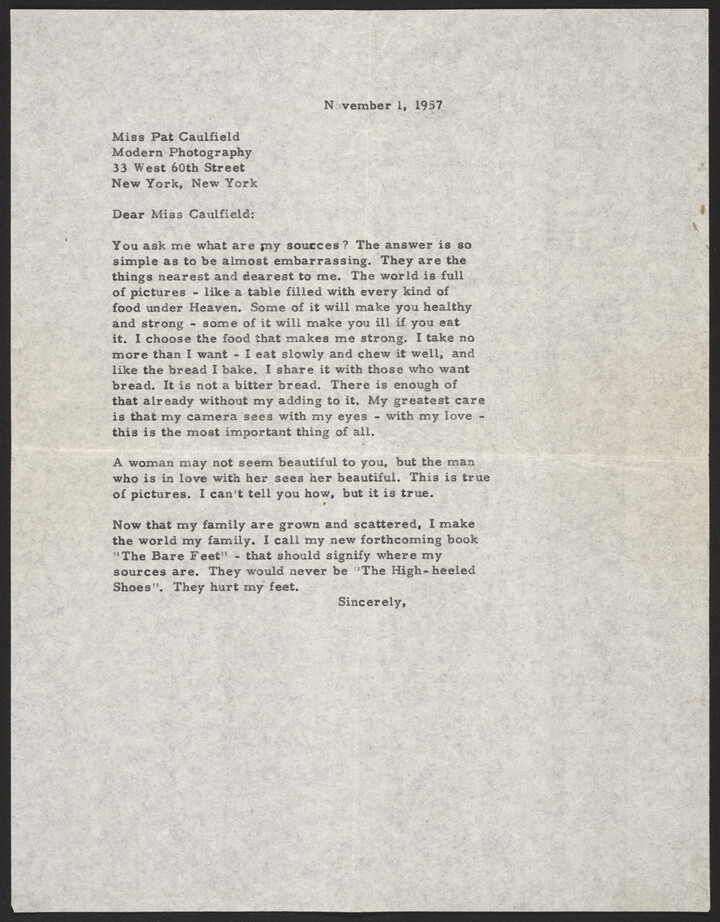 November 1, 1957
Miss Pat Caulfield
Modern Photography
33 West 60th Street
New York, New York
Dear Miss Caulfield:
You ask me what are my sources? The answer is so
simple as to be almost embarrassing. They are the
things nearest and dearest to me. The world is full
of pictures - like a table filled with every kind of
food under Heaven. Some of it will make you healthy
and strong - some of it will make you ill if you eat
it. I choose the food that makes me strong. I take no
more than I want - I eat slowly and chew it well, and
like the bread I bake. I share it with those who want
bread. It is not a bitter bread. There is enough of
that already without my adding to it. My greatest care
is that my camera sees with my eyes - with my love -
this is the most important thing of all.
A woman may not seem beautiful to you, but the man
who is in love with her sees her beautiful. This is true
of pictures. I can't tell you how, but it is true.
Now that my family are grown and scattered, I make
the world my family. I call my new forthcoming book
"The Bare Feet" - that should signify where my
sources are. They would never be "The High-heeled
Shoes". They hurt my feet.
Sincerely,